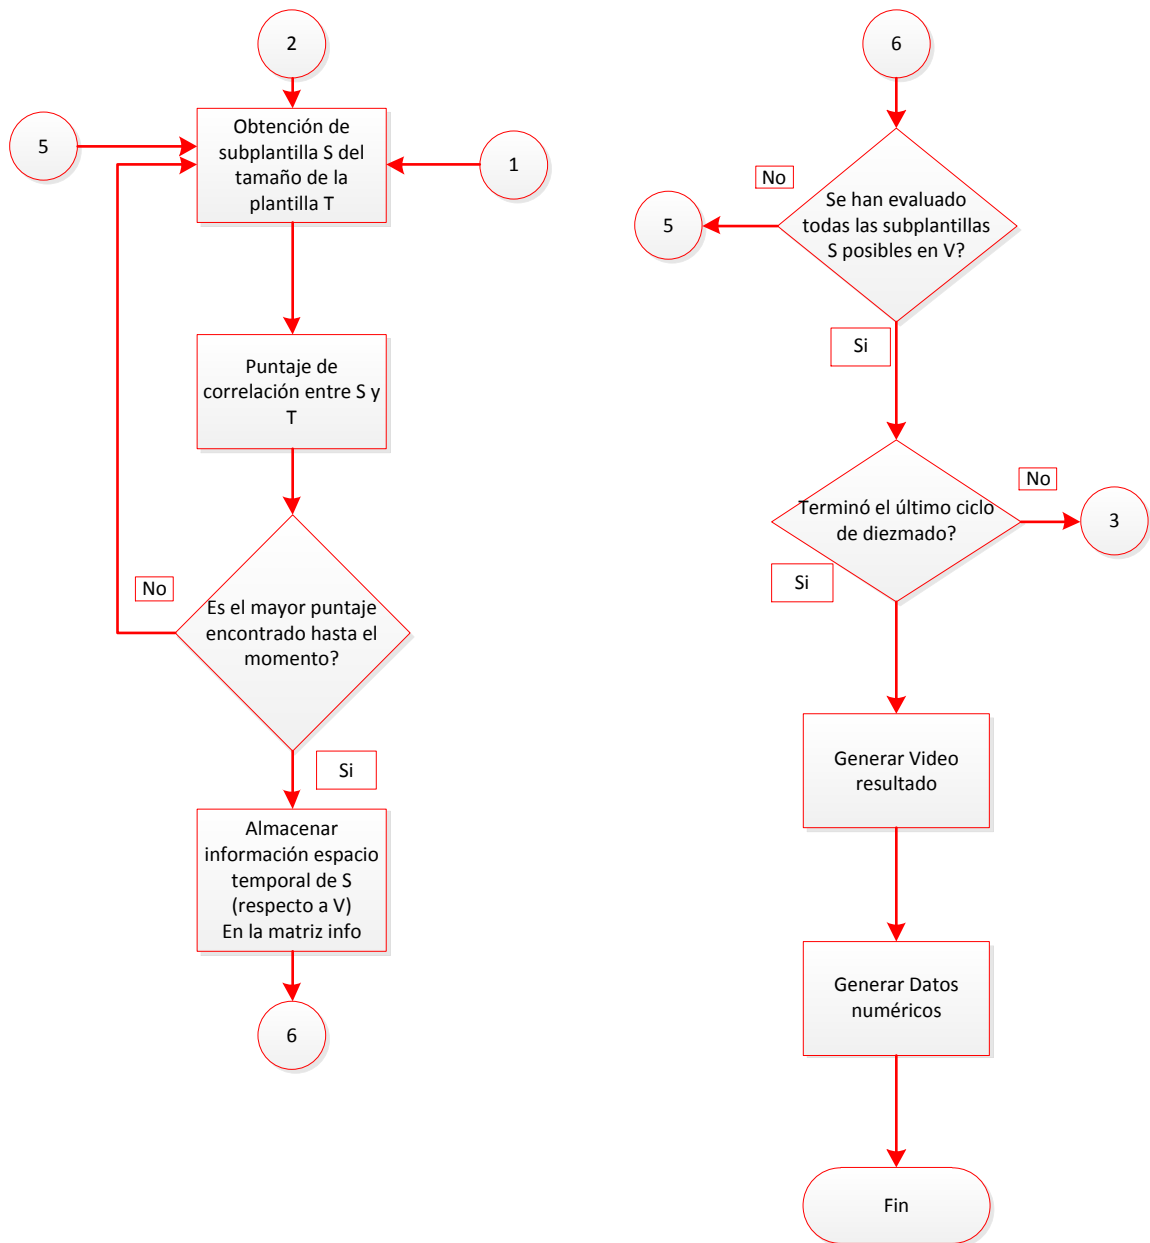 2
Obtención de
subplantilla S del
tamaño de la
plantilla T
5
1
Puntaje de
correlación entre S y
T
No
Es el mayor puntaje
encontrado hasta el
momento?
Si
Almacenar
información espacio
temporal de S
(respecto a V)
En la matriz info
6
6
No
Se han evaluado
todas las subplantillas
S posibles en V?
5
Si
No
Terminó el último ciclo
de diezmado?
3
Si
Generar Video
resultado
Generar Datos
numéricos
Fin